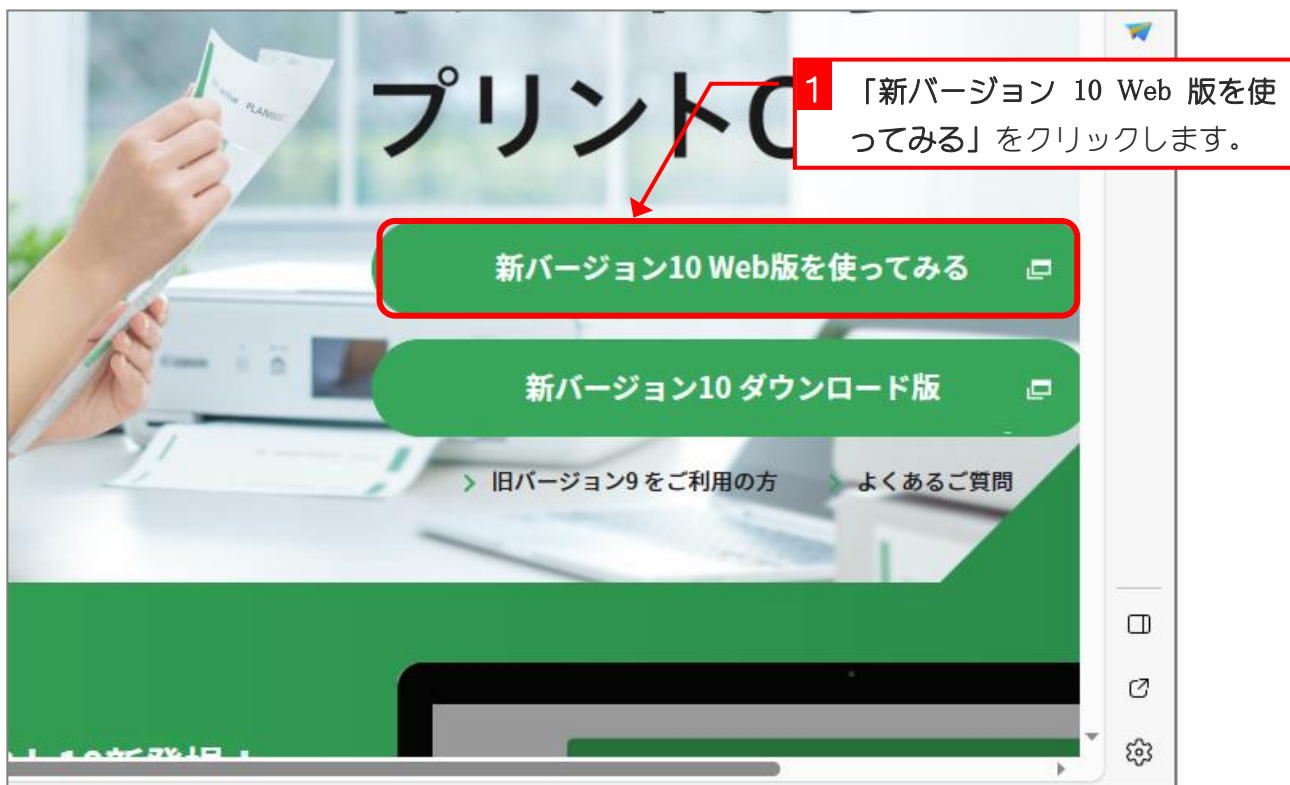 プリント
1
「新バージョン 10 Web 版を使
ってみる」をクリックします。
新バージョン10 Web版を使ってみる
新バージョン10 ダウンロード版
旧バージョン9 をご利用の方
よくあるご質問
Canon